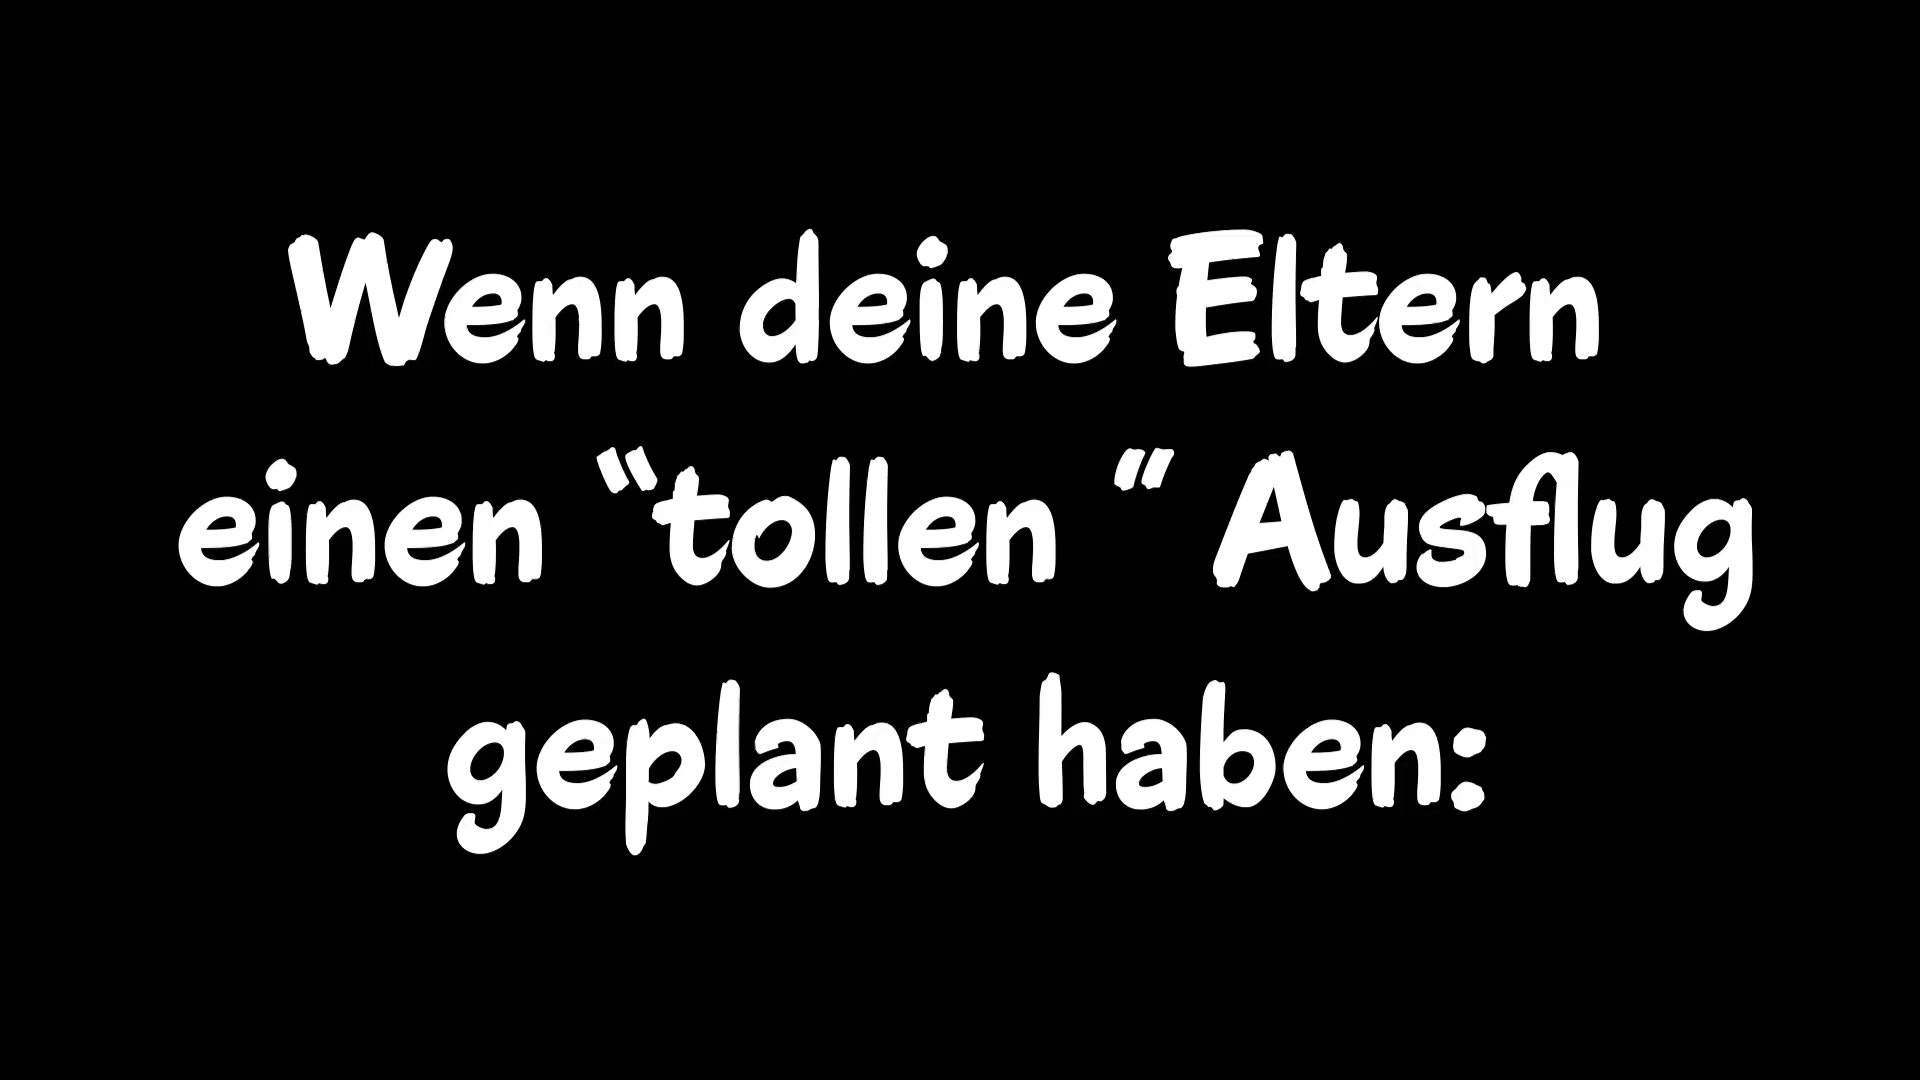 Wenn deine Eltern
einen “tollen ” Ausflug
geplant haben: